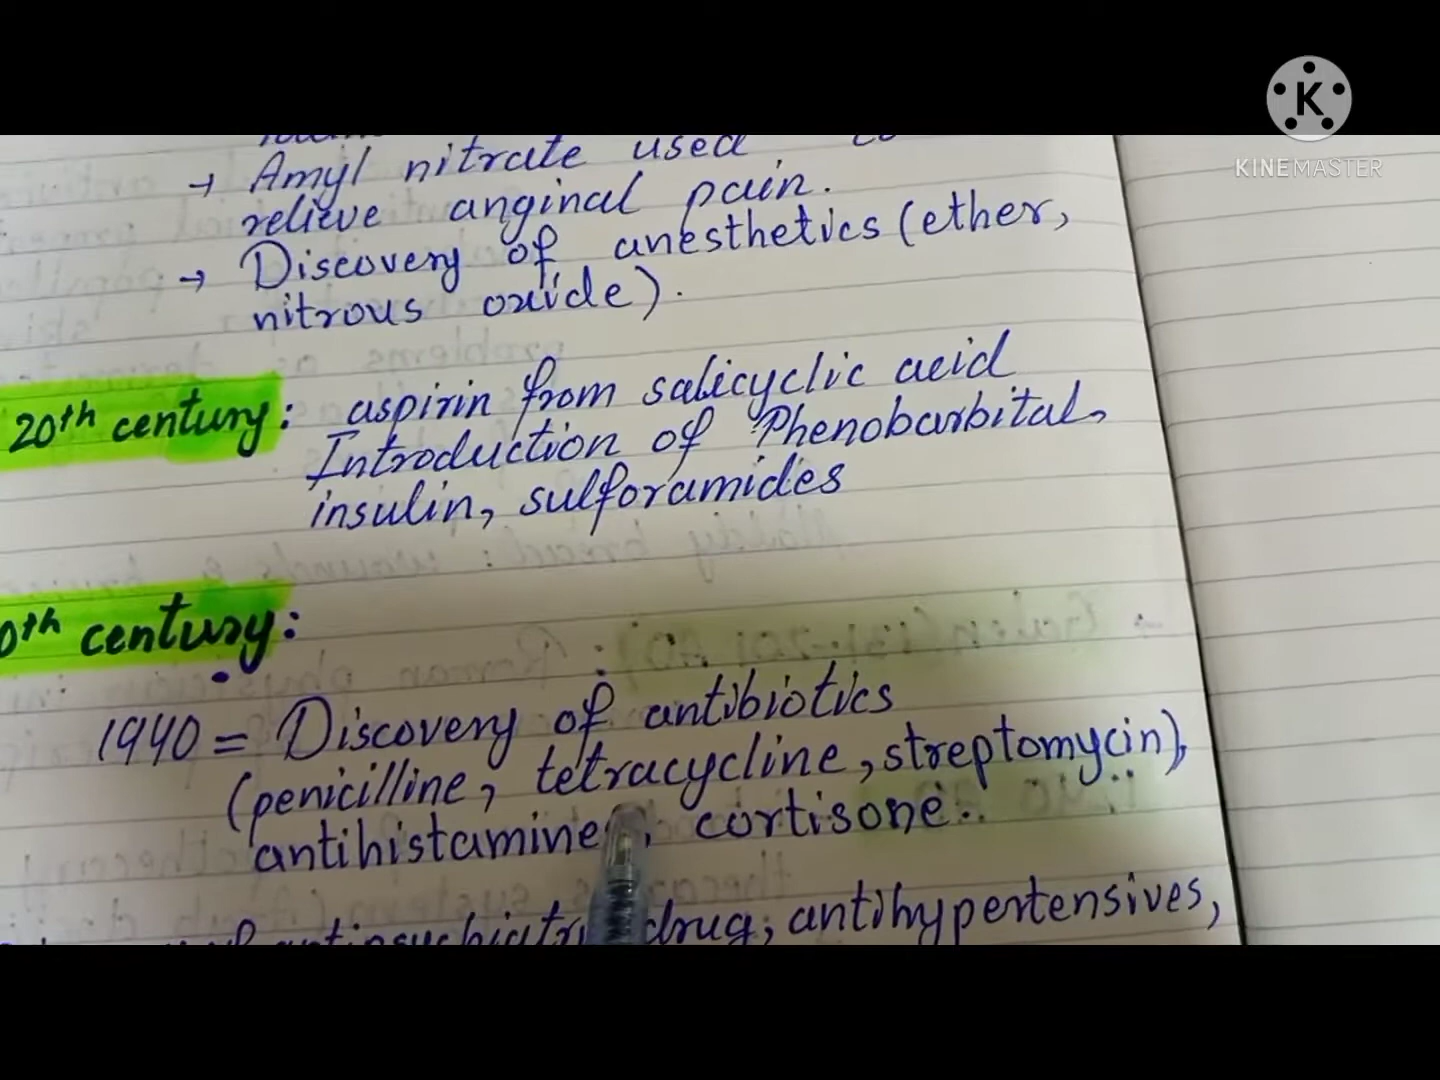 KINEMASTER
→ Amyl nitrate used
relieve anginal pain.
→ Discovery of anesthetics (ether,
nitrous oxide).
20th century: aspirin from salicyclic acid
Introduction of Phenobarbital,
insulin, sulforamides
0th century:
1940 = Discovery of antibiotics
(penicilline, tetracycline, streptomycin),
antihistamine, cortisone.
drug, antihypertensives,